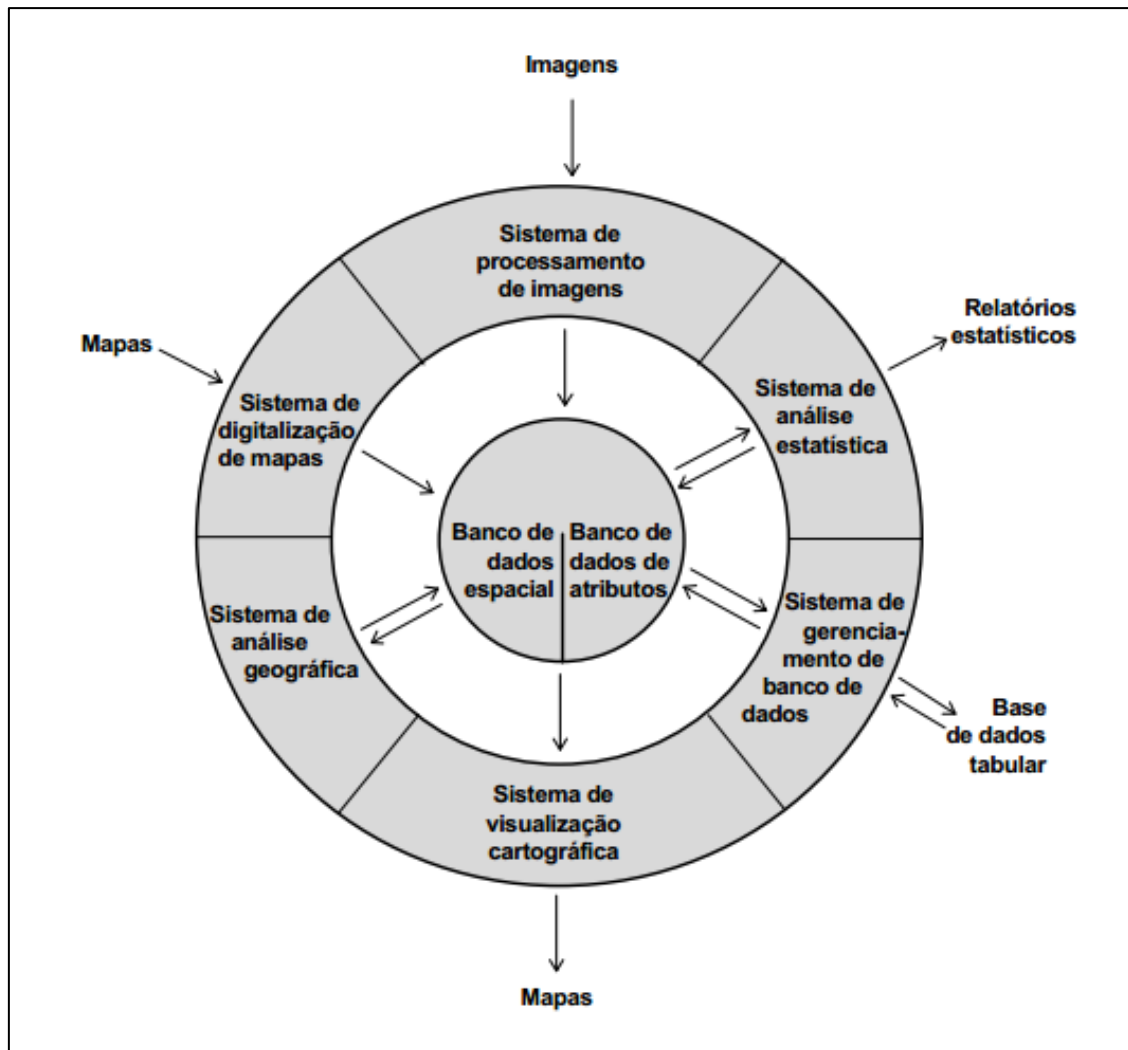 Imagens
Sistema de
processamento
de imagens
Mapas
Sistema de
digitalização
de mapas
Relatórios
estatísticos
Sistema de
análise
estatística
Banco de
dados
espacial
Banco de
dados de
atributos
Sistema de
análise
geográfica
Sistema de
gerencia-
mento de
banco de
dados
Base
de dados
tabular
Sistema de
visualização
cartográfica
Mapas